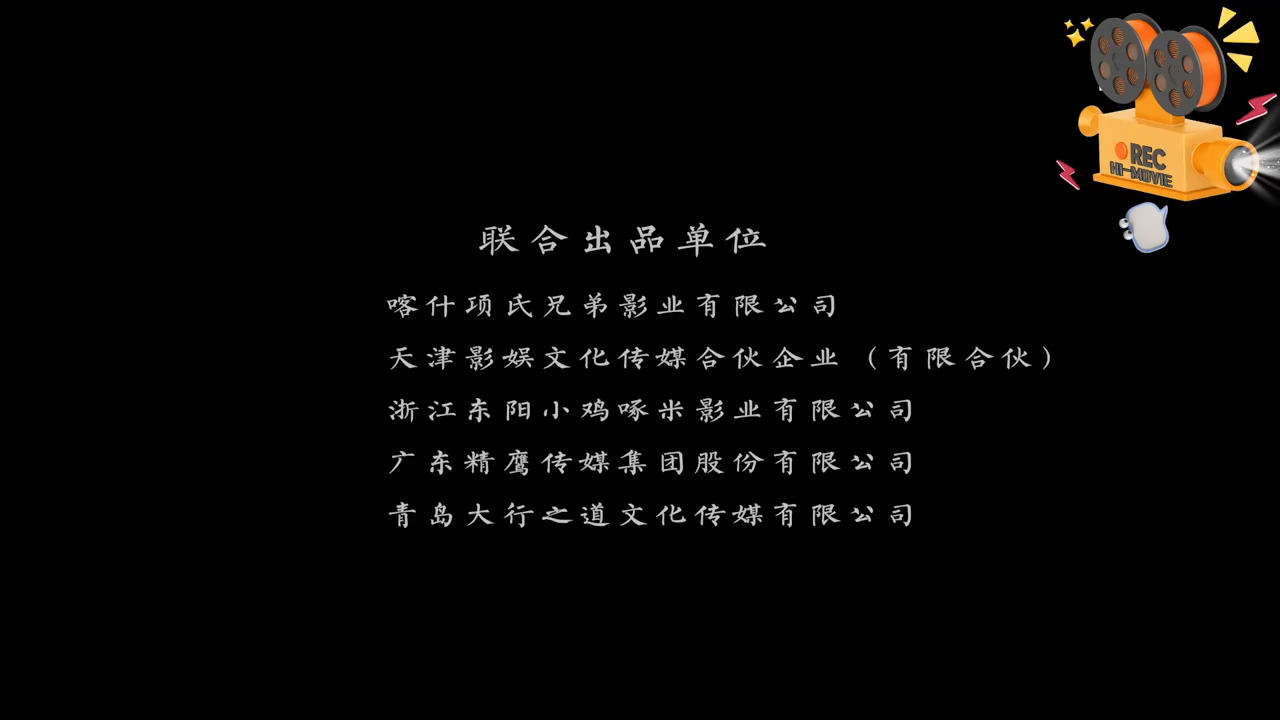 REC
HI-MOVIE
联合出品单位
喀什项氏兄弟影业有限公司
天津影娱文化传媒合伙企业（有限合伙）
浙江东阳小鸡啄米影业有限公司
广东精鹰传媒集团股份有限公司
青岛大行之道文化传媒有限公司